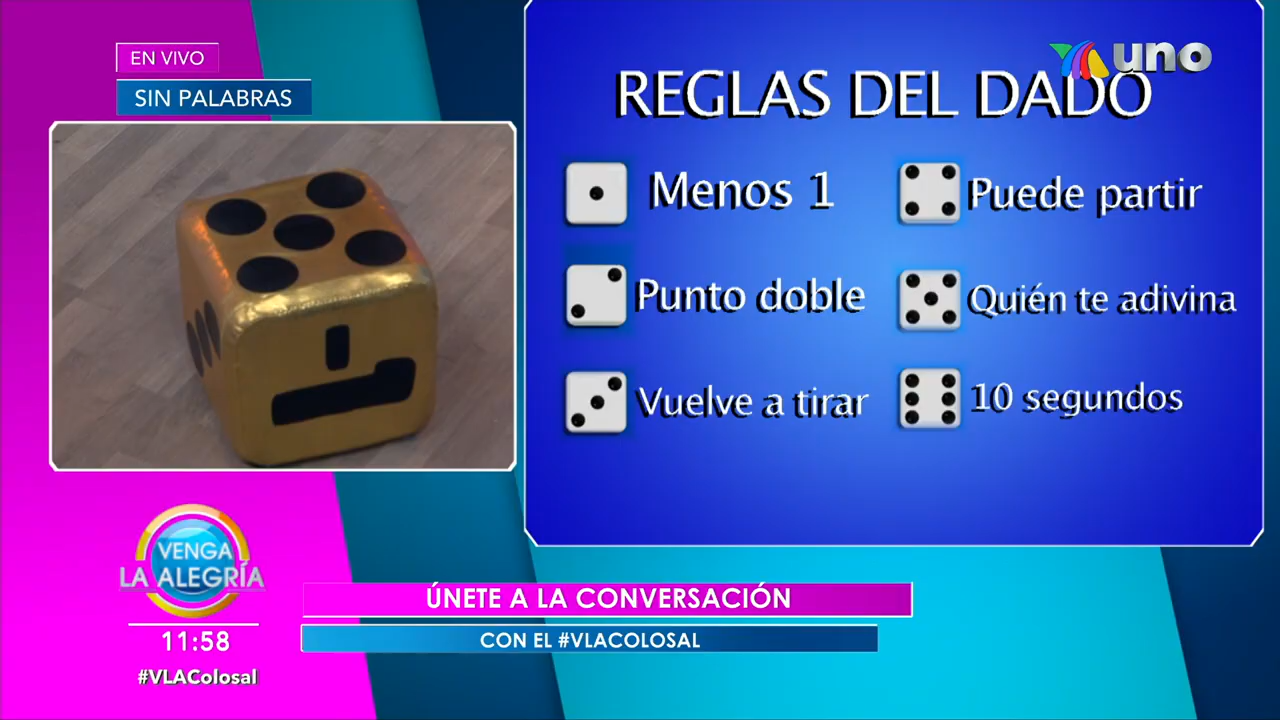 EN VIVO
SIN PALABRAS
uno
REGLAS DEL DADO
Menos 1
Puede partir
Punto doble
Quién te adivina
Vuelve a tirar
10 segundos
VENGA
LA ALEGRÍA
11:58
#VLAColosal
ÚNETE A LA CONVERSACIÓN
CON EL #VLACOLOSAL